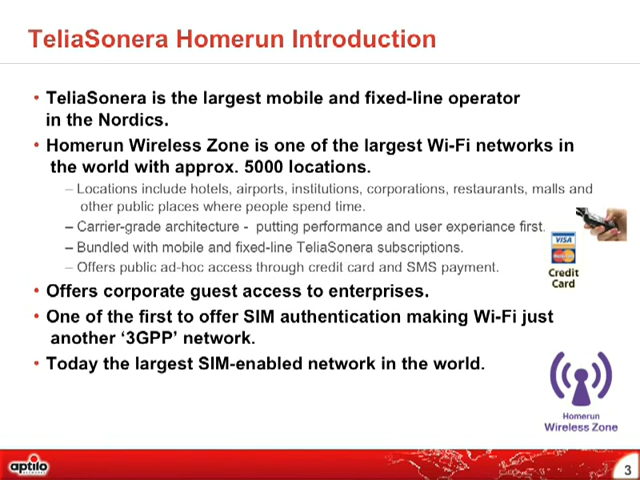 TeliaSonera Homerun Introduction
• TeliaSonera is the largest mobile and fixed-line operator
in the Nordics.
• Homerun Wireless Zone is one of the largest Wi-Fi networks in
the world with approx. 5000 locations.
– Locations include hotels, airports, institutions, corporations, restaurants, malls and
other public places where people spend time.
– Carrier-grade architecture - putting performance and user experiance first.
– Bundled with mobile and fixed-line TeliaSonera subscriptions.
– Offers public ad-hoc access through credit card and SMS payment.
VISA
MasterCard
Credit
Card
• Offers corporate guest access to enterprises.
• One of the first to offer SIM authentication making Wi-Fi just
another ‘3GPP’ network.
• Today the largest SIM-enabled network in the world.
Homerun
Wireless Zone
aptilo
NETWORKS
3